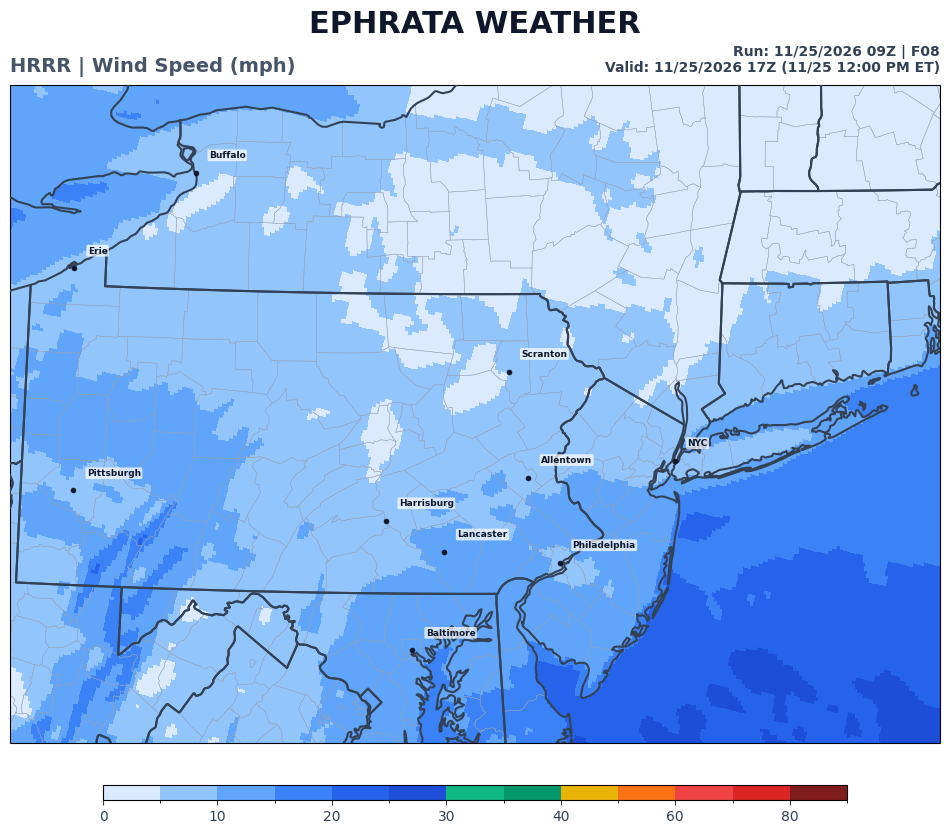 EPHRATA WEATHER
HRRR | Wind Speed (mph)
Run: 11/25/2026 09Z | F08
Valid: 11/25/2026 17Z (11/25 12:00 PM ET)
Buffalo
Erie
Scranton
NYC
Allentown
Pittsburgh
Harrisburg
Lancaster
Philadelphia
Baltimore
0 10 20 30 40 60 80